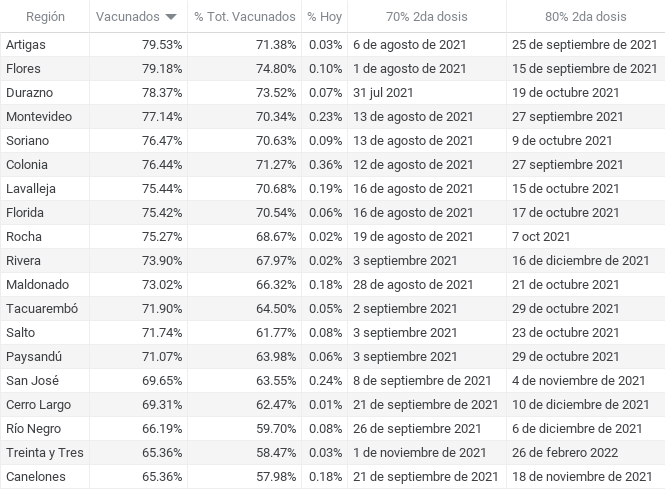 Región Vacunados % Tot. Vacunados % Hoy 70% 2da dosis 80% 2da dosis
Artigas 79.53% 71.38% 0.03% 6 de agosto de 2021 25 de septiembre de 2021
Flores 79.18% 74.80% 0.10% 1 de agosto de 2021 15 de septiembre de 2021
Durazno 78.37% 73.52% 0.07% 31 jul 2021 19 de octubre de 2021
Montevideo 77.14% 70.34% 0.23% 13 de agosto de 2021 27 septiembre 2021
Soriano 76.47% 70.63% 0.09% 13 de agosto de 2021 9 de octubre 2021
Colonia 76.44% 71.27% 0.36% 12 de agosto de 2021 27 septiembre 2021
Lavalleja 75.44% 70.68% 0.19% 16 de agosto de 2021 15 de octubre 2021
Florida 75.42% 70.54% 0.06% 16 de agosto de 2021 17 de octubre 2021
Rocha 75.27% 68.67% 0.02% 19 de agosto de 2021 7 oct 2021
Rivera 73.90% 67.97% 0.02% 3 septiembre 2021 16 de diciembre de 2021
Maldonado 73.02% 66.32% 0.18% 28 de agosto de 2021 21 de octubre 2021
Tacuarembó 71.90% 64.50% 0.05% 2 septiembre 2021 29 de octubre 2021
Salto 71.74% 61.77% 0.08% 3 septiembre 2021 23 de octubre 2021
Paysandú 71.07% 63.98% 0.06% 3 septiembre 2021 29 de octubre 2021
San José 69.65% 63.55% 0.24% 8 de septiembre de 2021 4 de noviembre de 2021
Cerro Largo 69.31% 62.47% 0.01% 21 de septiembre de 2021 10 de diciembre de 2021
Río Negro 66.19% 59.70% 0.08% 26 de septiembre 2021 6 de diciembre de 2021
Treinta y Tres 65.36% 58.47% 0.03% 1 de noviembre de 2021 26 de febrero 2022
Canelones 65.36% 57.98% 0.18% 21 de septiembre de 2021 18 de noviembre de 2021